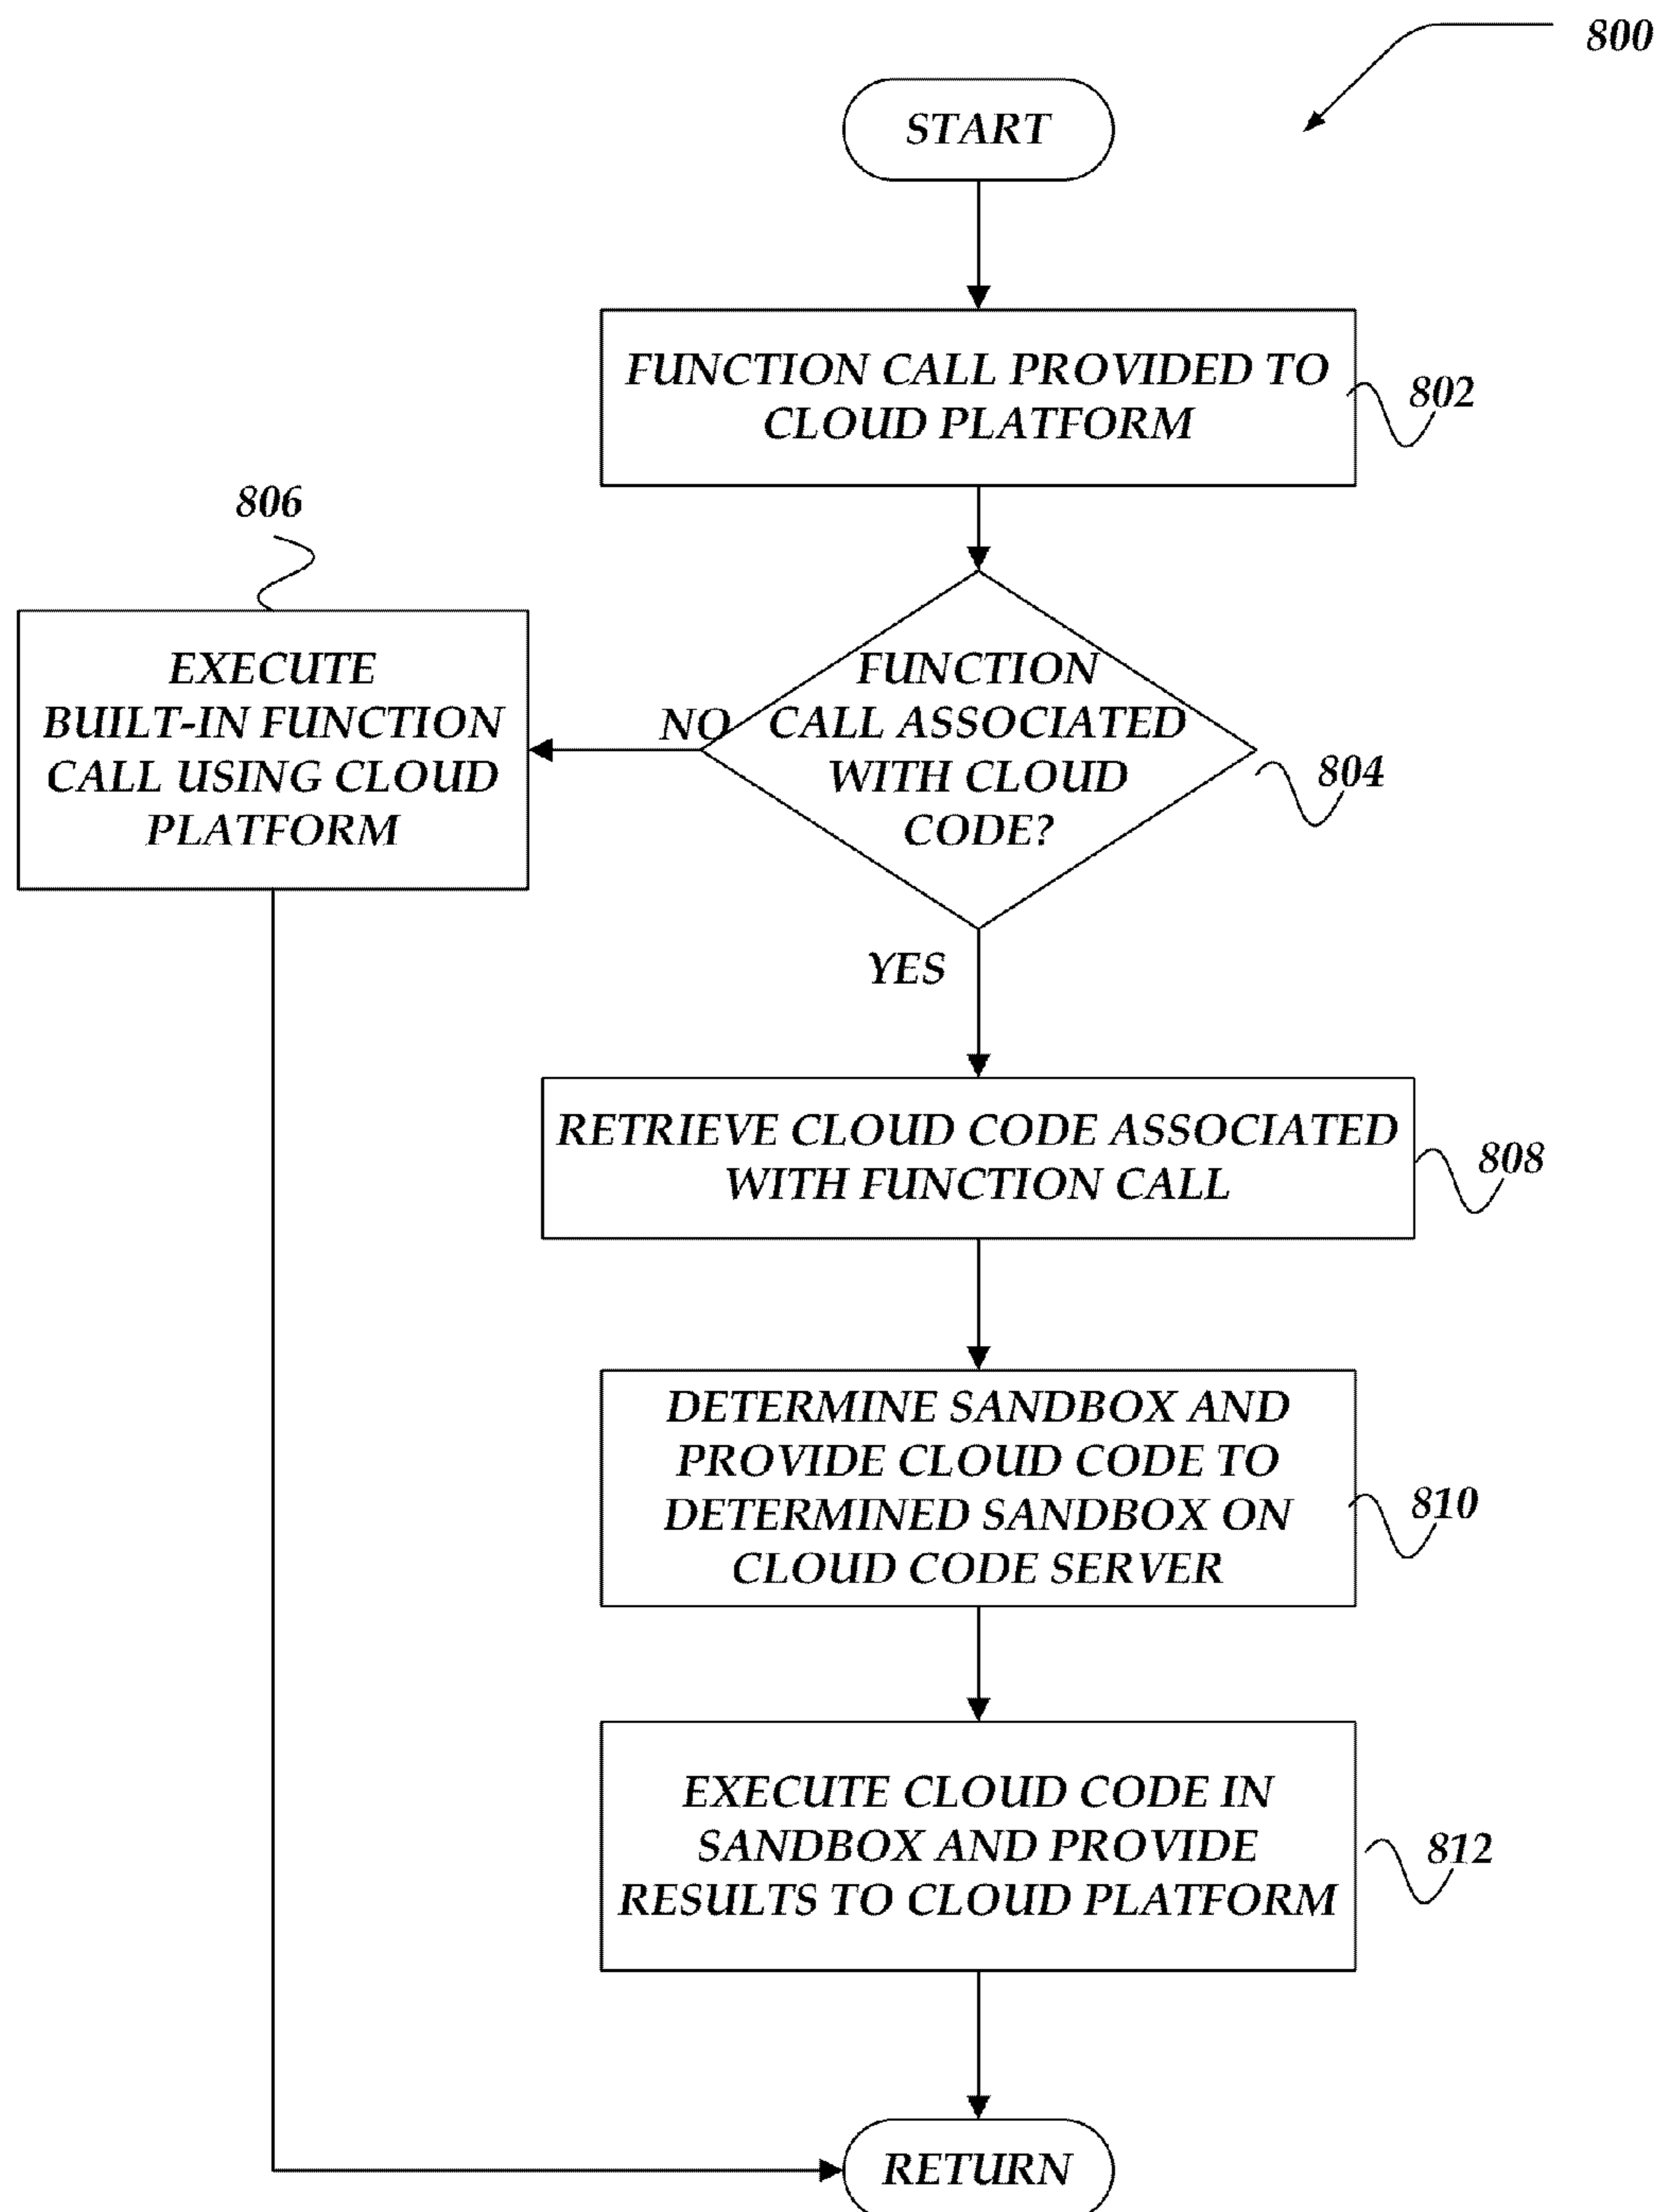 800
START
FUNCTION CALL PROVIDED TO
CLOUD PLATFORM
802
806
EXECUTE
BUILT-IN FUNCTION
CALL USING CLOUD
PLATFORM
NO
FUNCTION
CALL ASSOCIATED
WITH CLOUD
CODE?
804
YES
RETRIEVE CLOUD CODE ASSOCIATED
WITH FUNCTION CALL
808
DETERMINE SANDBOX AND
PROVIDE CLOUD CODE TO
DETERMINED SANDBOX ON
CLOUD CODE SERVER
810
EXECUTE CLOUD CODE IN
SANDBOX AND PROVIDE
RESULTS TO CLOUD PLATFORM
812
RETURN